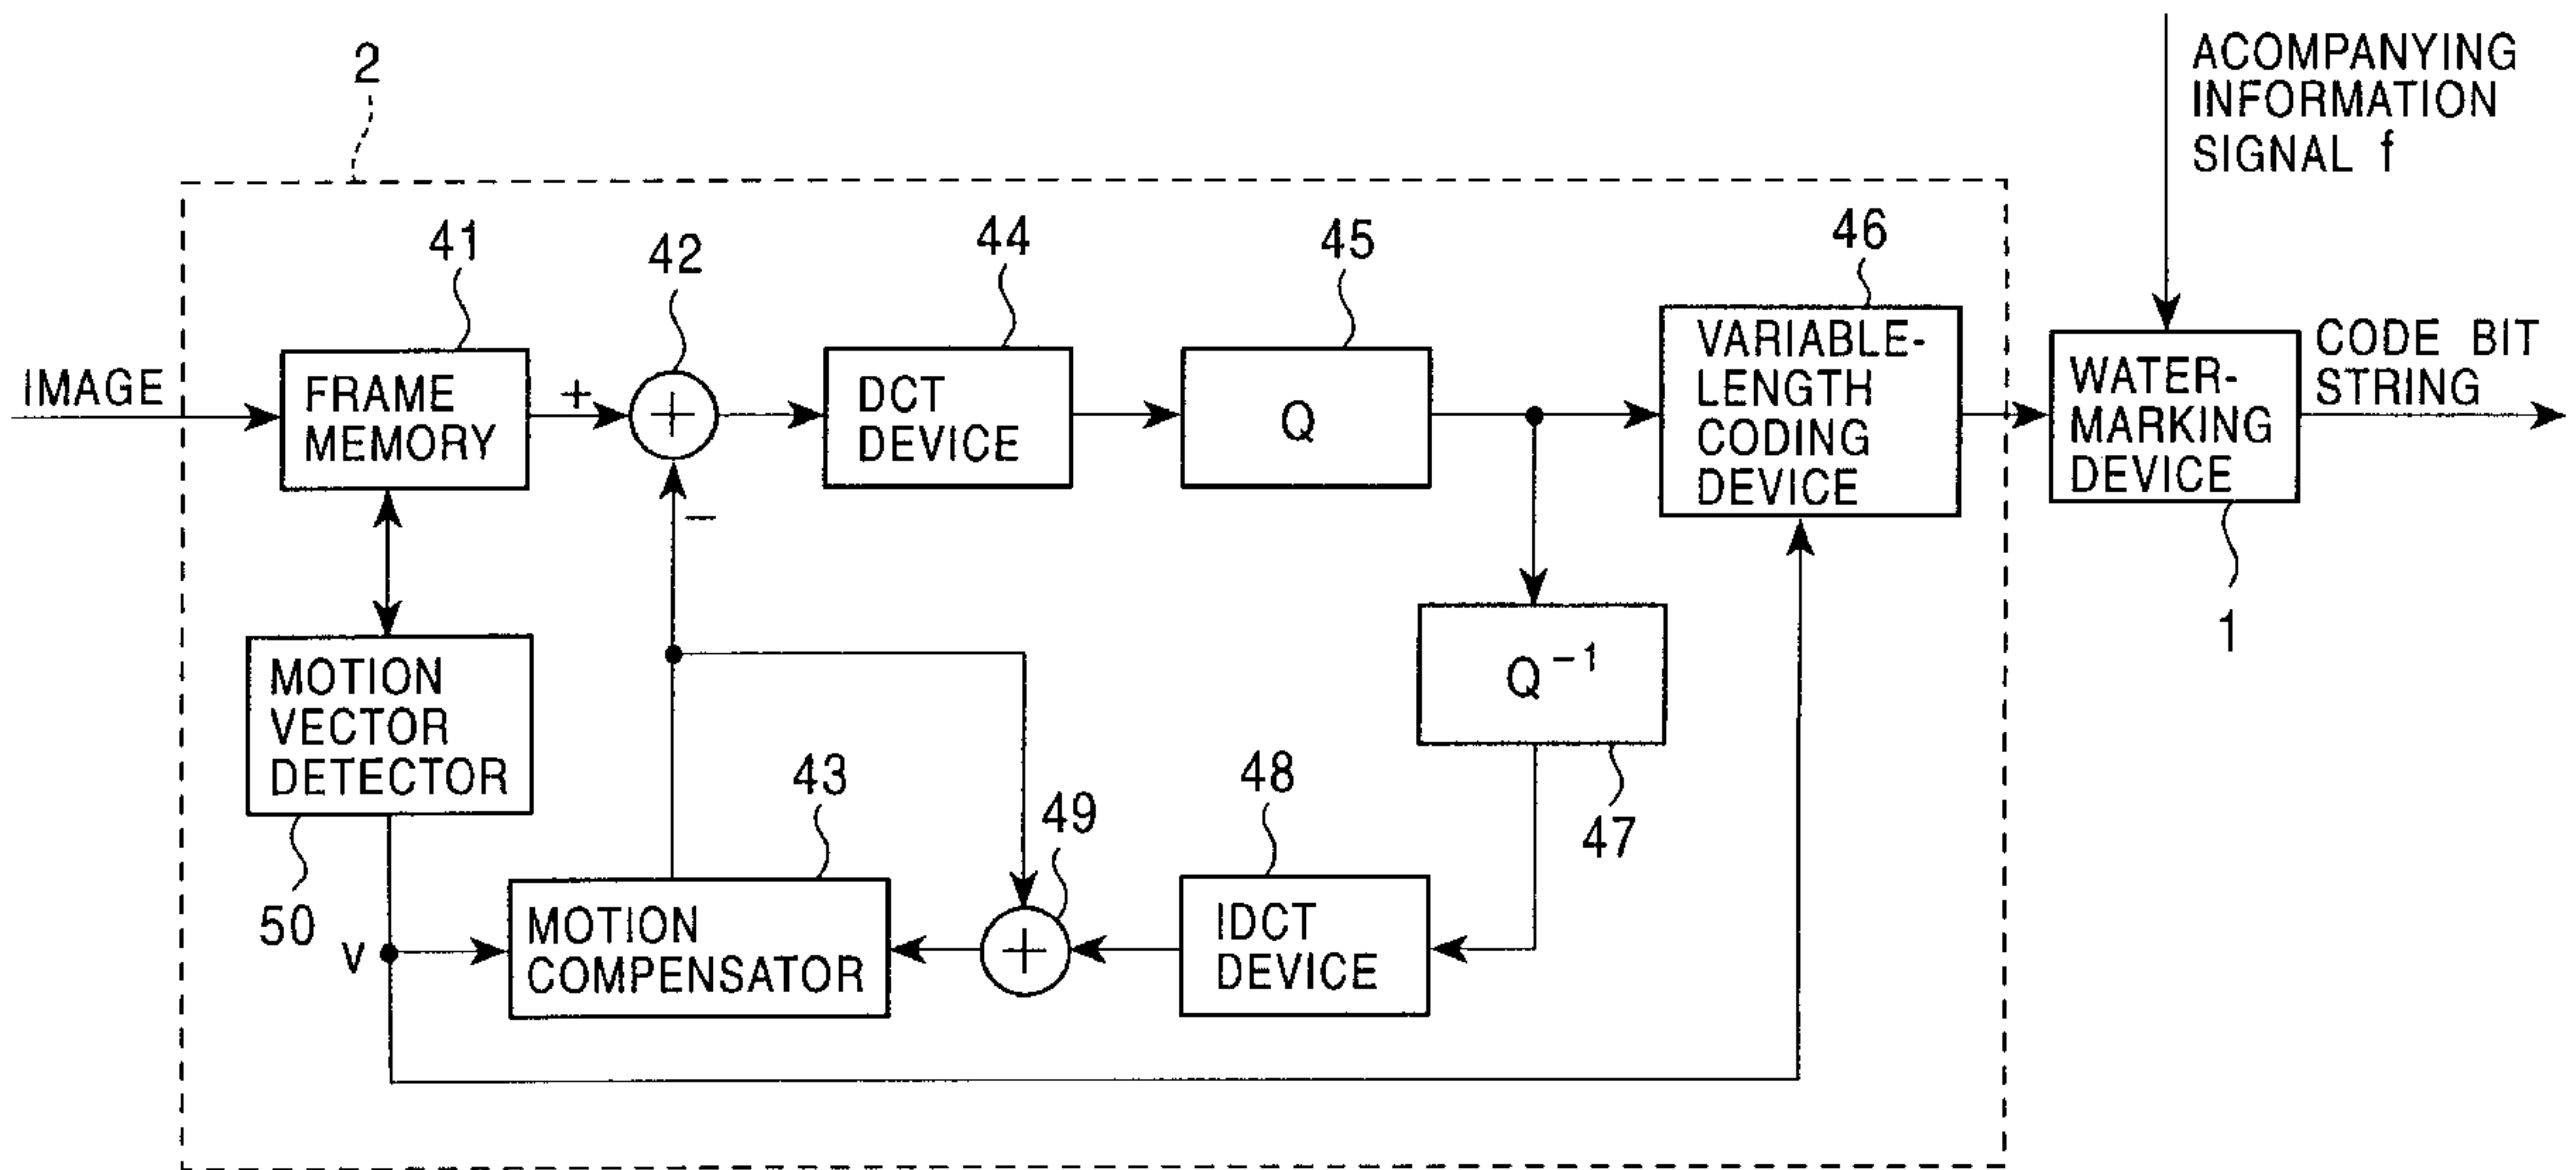 2
ACOMPANYING
INFORMATION
SIGNAL f
41
42
44
45
46
IMAGE
FRAME
MEMORY
+
+
DCT
DEVICE
Q
VARIABLE-
LENGTH
CODING
DEVICE
WATER-
MARKING
DEVICE
CODE BIT
STRING
−
1
MOTION
VECTOR
DETECTOR
Q⁻¹
47
50
V
43
MOTION
COMPENSATOR
49
+
48
IDCT
DEVICE